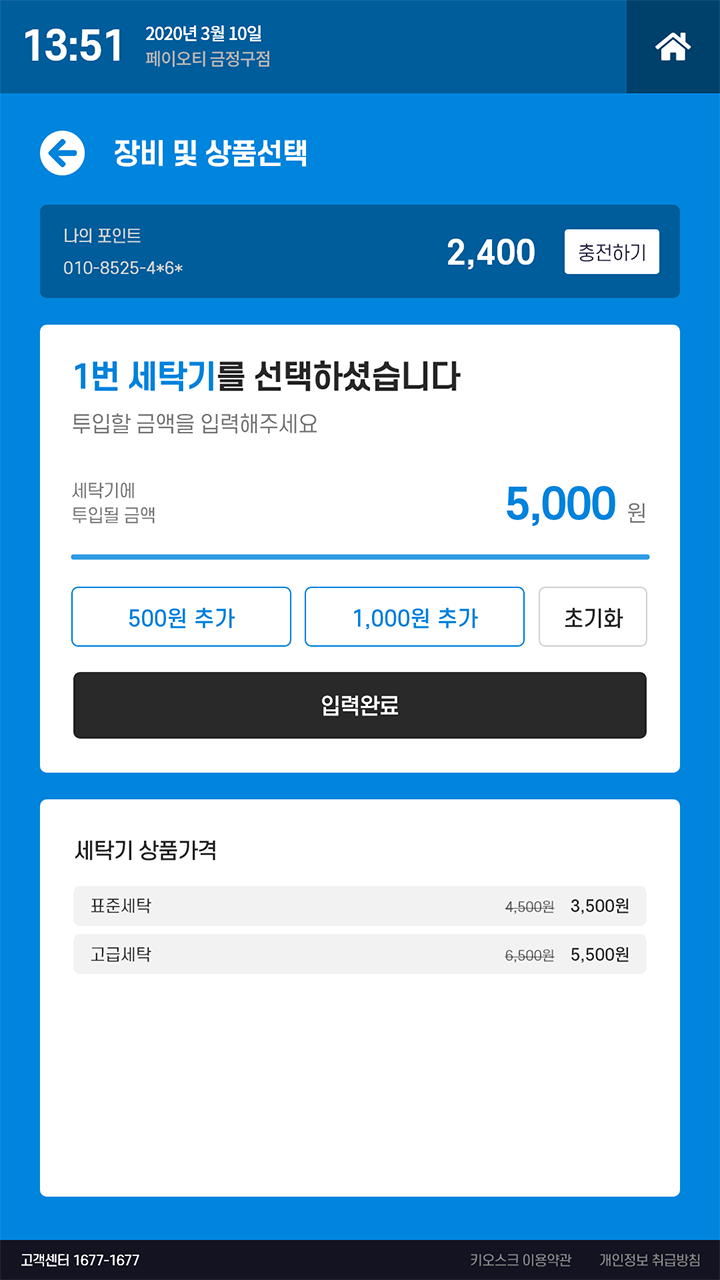 13:51
2020년 3월 10일
페이오티 금정구점
장비 및 상품선택
나의 포인트
010-8525-4*6*
2,400
충전하기
1번 세탁기를 선택하셨습니다
투입할 금액을 입력해주세요
세탁기에
투입될 금액
5,000 원
500원 추가
1,000원 추가
초기화
입력완료
세탁기 상품가격
표준세탁 4,500원 3,500원
고급세탁 6,500원 5,500원
고객센터 1677-1677
키오스크 이용약관
개인정보 취급방침